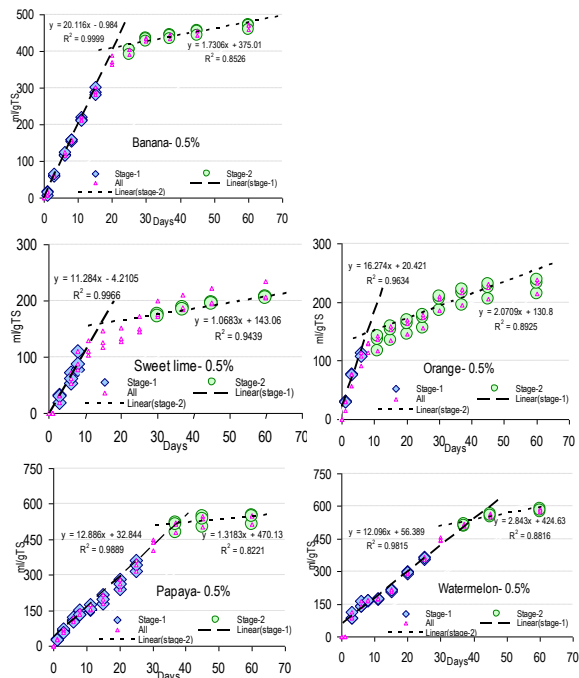 500
400
300
200
100
0
ml/gTS
y = 20.116x - 0.984
R2 = 0.9999
y = 1.7306x + 375.01
R2 = 0.8526
Banana- 0.5%
Stage-1
Stage-2
All
Linear(stage-1)
Linear(stage-2)
0 10 20 30 40 50 60 70
Days
300
200
100
0
ml/gTS
y = 11.284x - 4.2105
R2 = 0.9966
y = 1.0683x + 143.06
R2 = 0.9439
Sweet lime- 0.5%
Stage-1
Stage-2
All
Linear(stage-1)
Linear(stage-2)
0 10 20 30 40 50 60 70
Days
300
200
100
0
ml/gTS
y = 16.274x + 20.421
R2 = 0.9634
y = 2.0709x + 130.8
R2 = 0.8925
Orange- 0.5%
Stage-1
Stage-2
All
Linear(stage-1)
Linear(stage-2)
0 10 20 30 40 50 60 70
Days
750
600
450
300
150
0
ml/gTS
y = 12.886x + 32.844
R2 = 0.9889
y = 1.3183x + 470.13
R2 = 0.8221
Papaya- 0.5%
Stage-1
Stage-2
All
Linear(stage-1)
Linear(stage-2)
0 10 20 30 40 50 60 70
Days
750
600
450
300
150
0
ml/gTS
y = 12.096x + 56.389
R2 = 0.9815
y = 2.843x + 424.63
R2 = 0.8816
Watermelon- 0.5%
Stage-1
Stage-2
All
Linear(stage-1)
Linear(stage-2)
0 10 20 30 40 50 60 70
Days